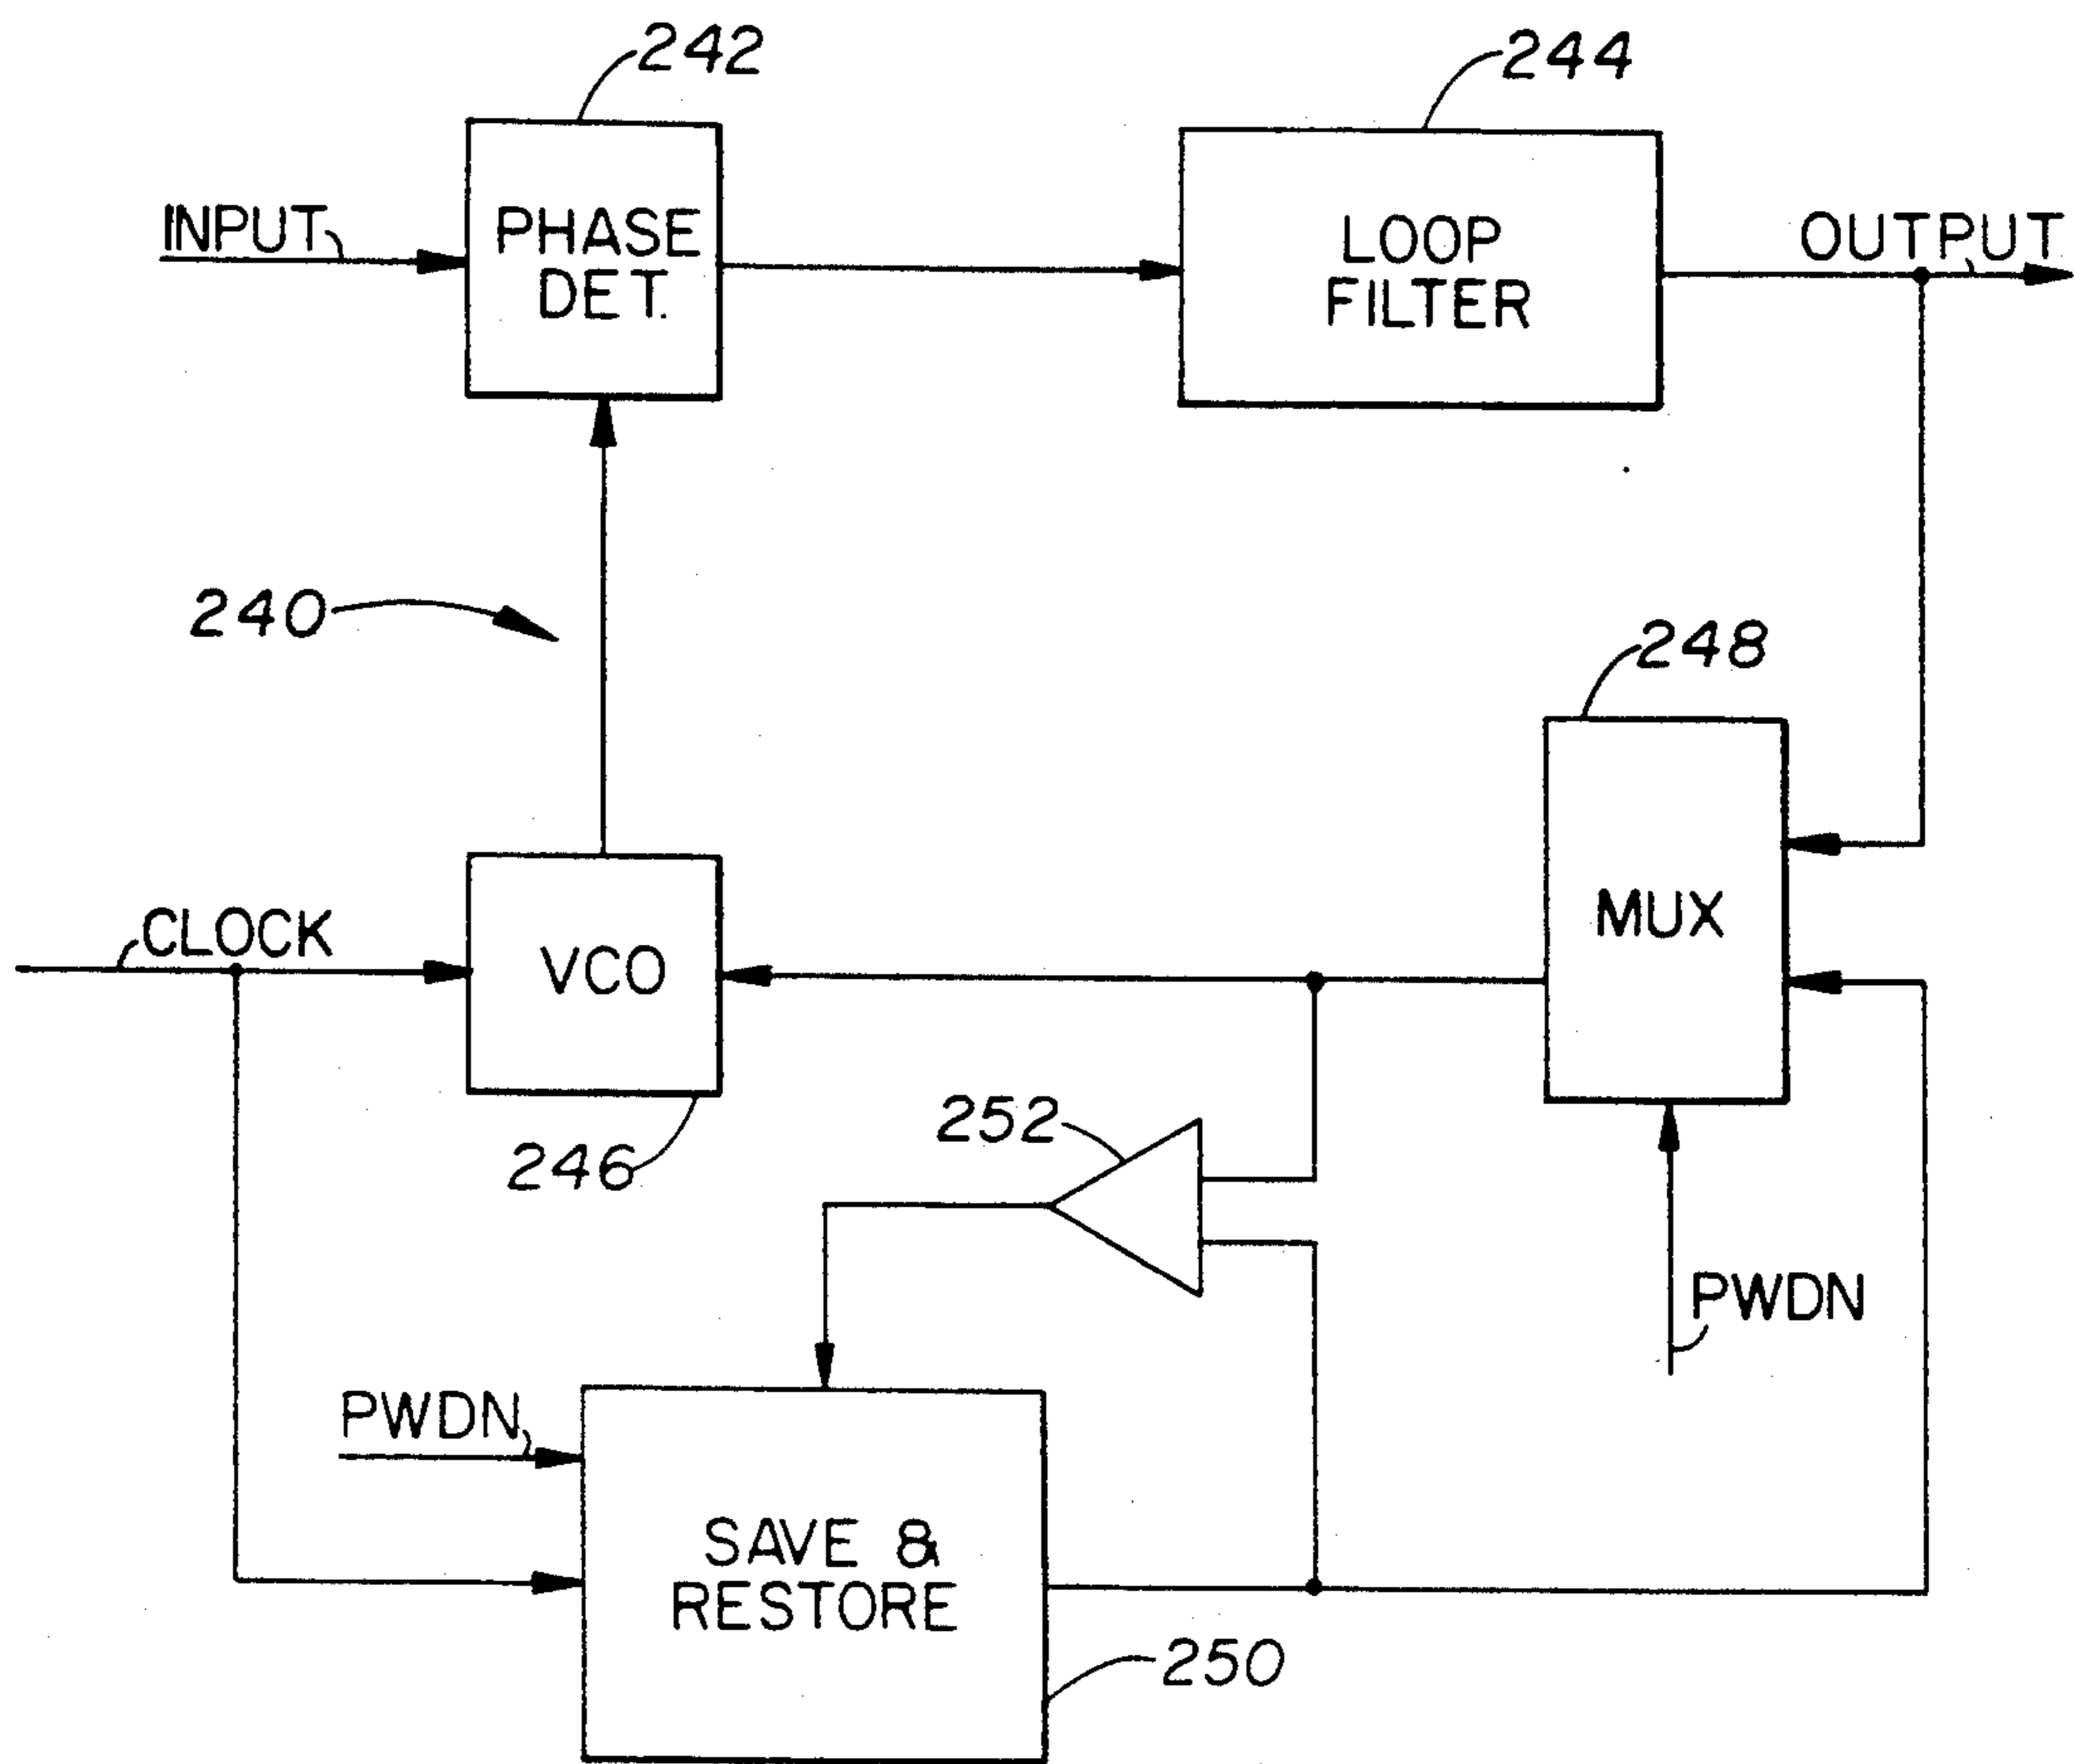 242
244
INPUT
PHASE
DET.
LOOP
FILTER
OUTPUT
240
248
CLOCK
VCO
MUX
252
246
PWDN
PWDN
SAVE &
RESTORE
250